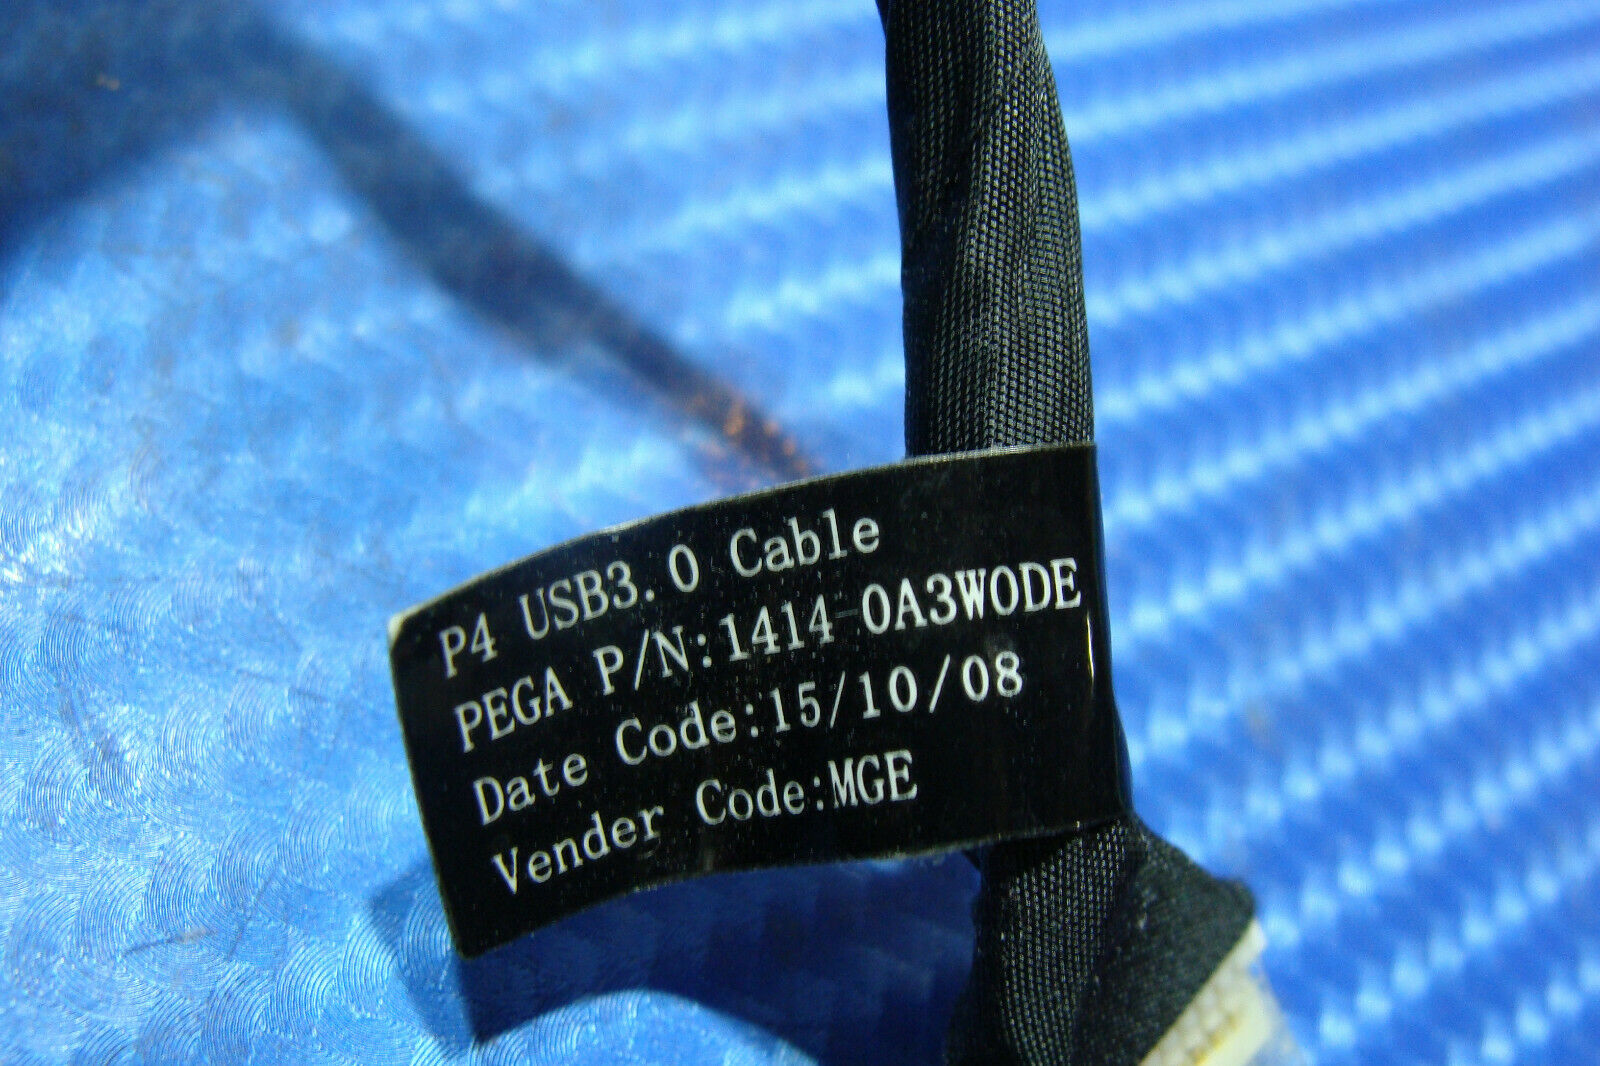 P4 USB3.0 Cable
PEGA P/N:1414-0A3W0DE
Date Code:15/10/08
Vender Code:MGE